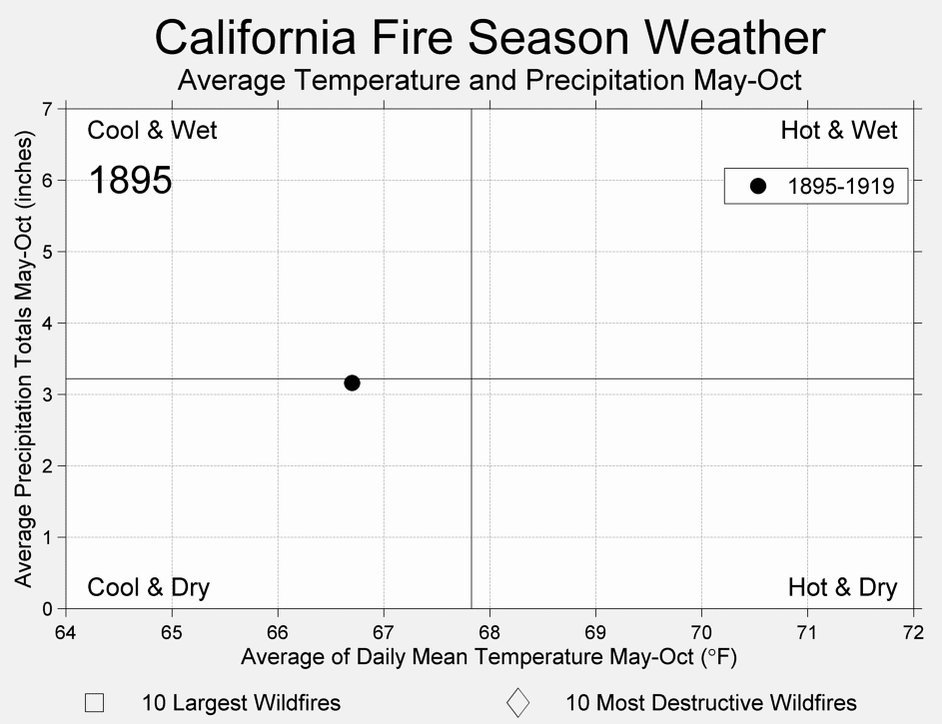 California Fire Season Weather
Average Temperature and Precipitation May-Oct
Average Precipitation Totals May-Oct (inches)
7
6
5
4
3
2
1
0
Cool & Wet
Hot & Wet
1895
1895-1919
Cool & Dry
Hot & Dry
64 65 66 67 68 69 70 71 72
Average of Daily Mean Temperature May-Oct (°F)
10 Largest Wildfires
10 Most Destructive Wildfires